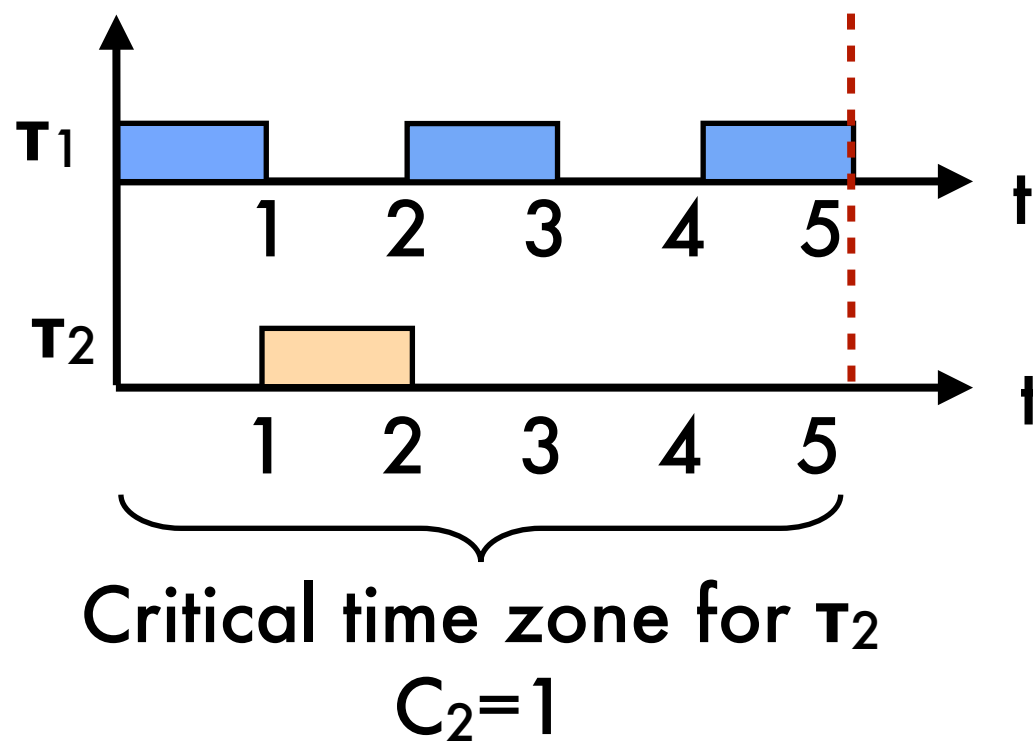 τ1
1 2 3 4 5 t
τ2
1 2 3 4 5 t
Critical time zone for τ2
C2=1